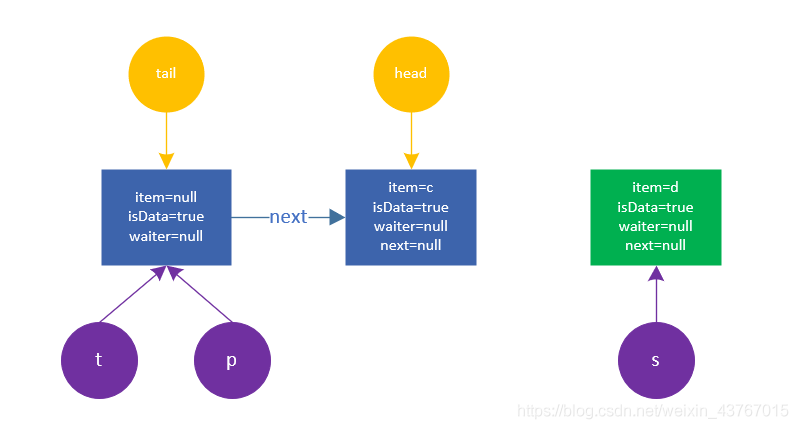 tail
head
item=null
isData=true
waiter=null
next
item=c
isData=true
waiter=null
next=null
item=d
isData=true
waiter=null
next=null
t
p
s
https://blog.csdn.net/weixin_43767015